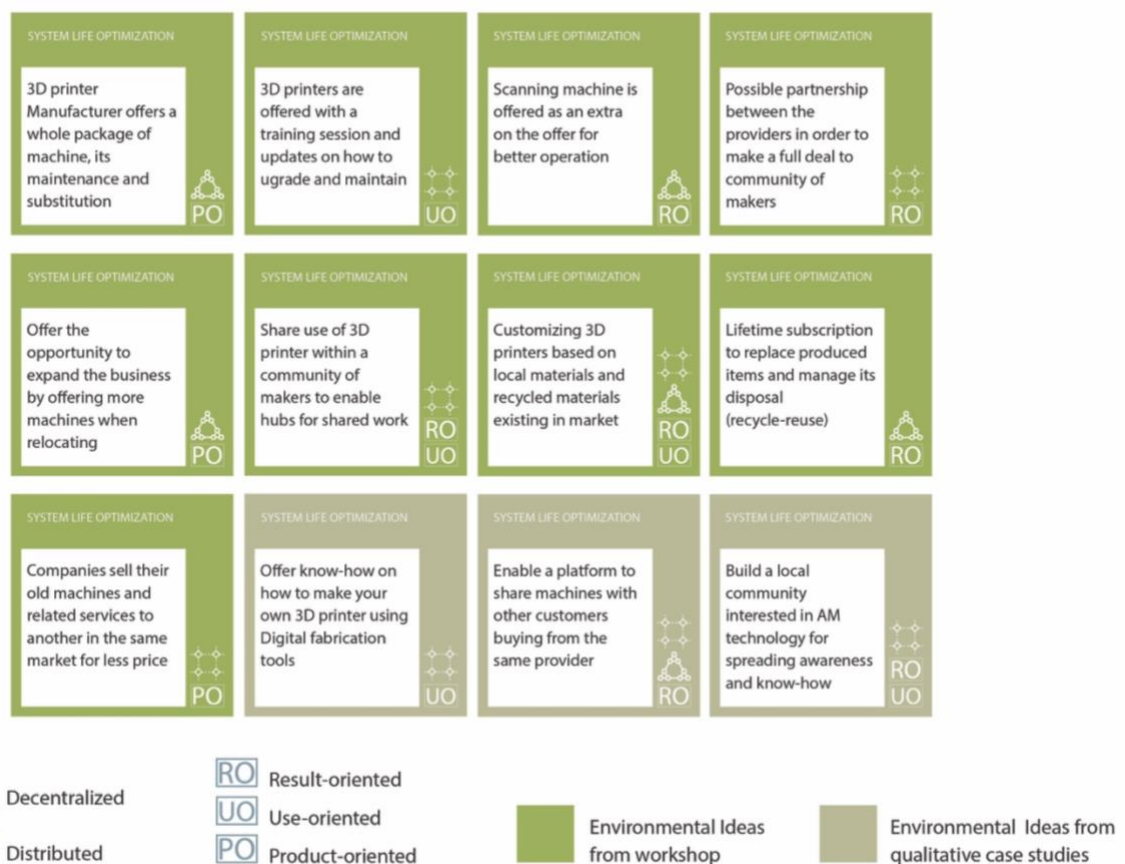 SYSTEM LIFE OPTIMIZATION
3D printer
Manufacturer offers a
whole package of
machine, its
maintenance and
substitution
PO
SYSTEM LIFE OPTIMIZATION
3D printers are
offered with a
training session and
updates on how to
ugrade and maintain
UO
SYSTEM LIFE OPTIMIZATION
Scanning machine is
offered as an extra
on the offer for
better operation
RO
SYSTEM LIFE OPTIMIZATION
Possible partnership
between the
providers in order to
make a full deal to
community of
makers
RO
SYSTEM LIFE OPTIMIZATION
Offer the
opportunity to
expand the business
by offering more
machines when
relocating
PO
SYSTEM LIFE OPTIMIZATION
Share use of 3D
printer within a
community of
makers to enable
hubs for shared work
RO
UO
SYSTEM LIFE OPTIMIZATION
Customizing 3D
printers based on
local materials and
recycled materials
existing in market
RO
UO
SYSTEM LIFE OPTIMIZATION
Lifetime subscription
to replace produced
items and manage its
disposal
(recycle-reuse)
RO
SYSTEM LIFE OPTIMIZATION
Companies sell their
old machines and
related services to
another in the same
market for less price
PO
SYSTEM LIFE OPTIMIZATION
Offer know-how on
how to make your
own 3D printer using
Digital fabrication
tools
UO
SYSTEM LIFE OPTIMIZATION
Enable a platform to
share machines with
other customers
buying from the
same provider
RO
SYSTEM LIFE OPTIMIZATION
Build a local
community
interested in AM
technology for
spreading awareness
and know-how
RO
UO
Decentralized
Distributed
RO Result-oriented
UO Use-oriented
PO Product-oriented
Environmental Ideas
from workshop
Environmental Ideas from
qualitative case studies